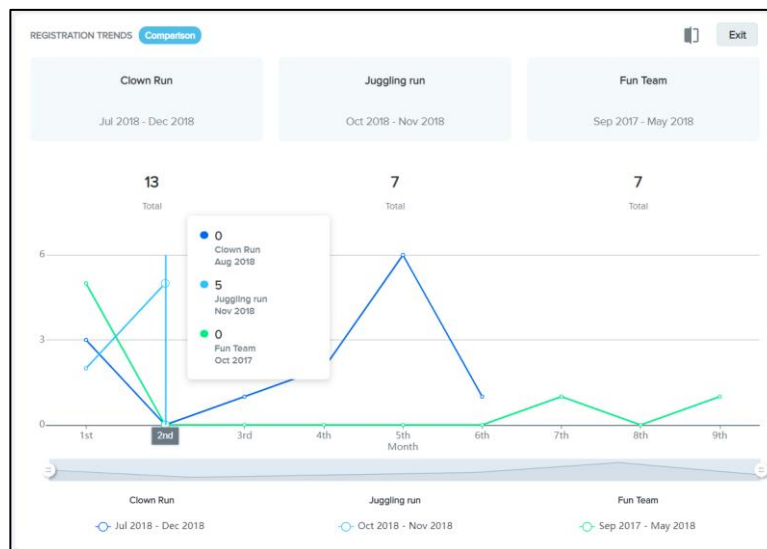 REGISTRATION TRENDS Comparison Exit
Clown Run Juggling run Fun Team
Jul 2018 - Dec 2018 Oct 2018 - Nov 2018 Sep 2017 - May 2018
13 7 7
Total Total Total
0
Clown Run
Aug 2018
5
Juggling run
Nov 2018
0
Fun Team
Oct 2017
6
3
0
1st 2nd 3rd 4th 5th 6th 7th 8th 9th
Month
Clown Run Juggling run Fun Team
Jul 2018 - Dec 2018 Oct 2018 - Nov 2018 Sep 2017 - May 2018